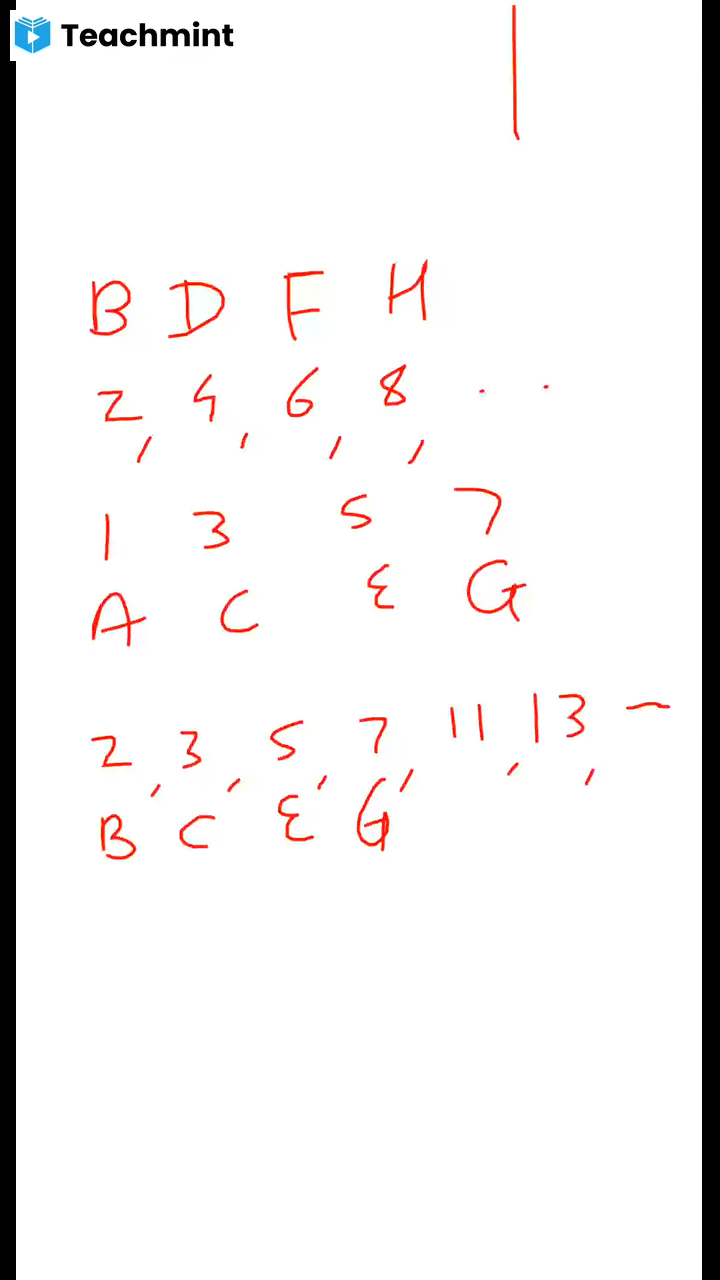 Teachmint
B D F H
2, 4, 6, 8, . .
1 3 5 7
A C E G
2, 3, 5, 7, 11, 13, –
B C E G